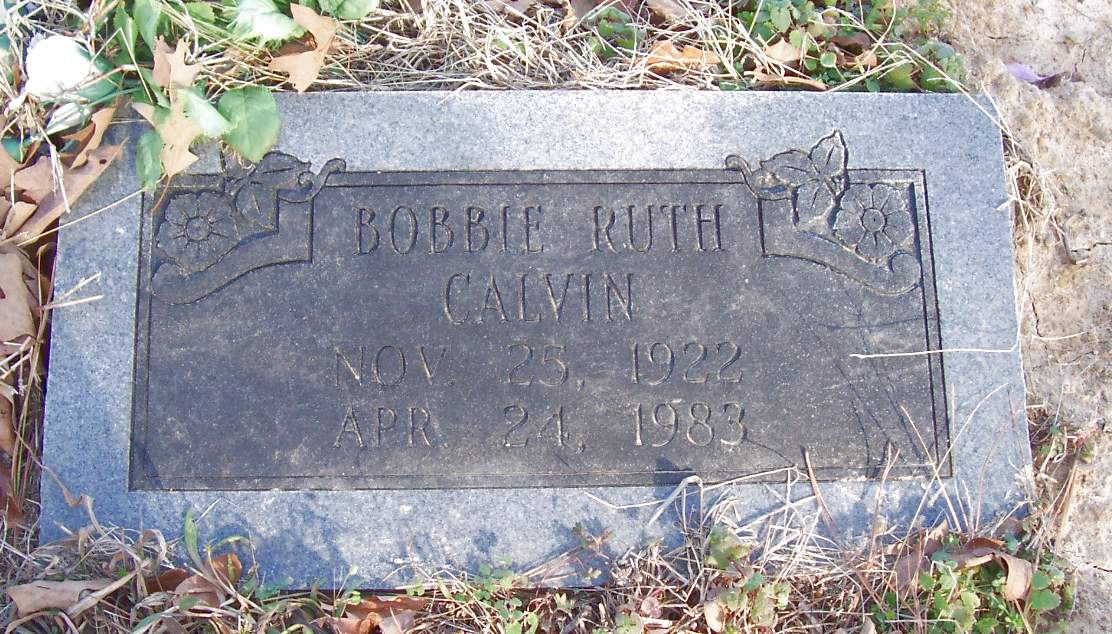 BOBBIE RUTH
CALVIN
NOV. 25, 1922
APR. 24, 1983